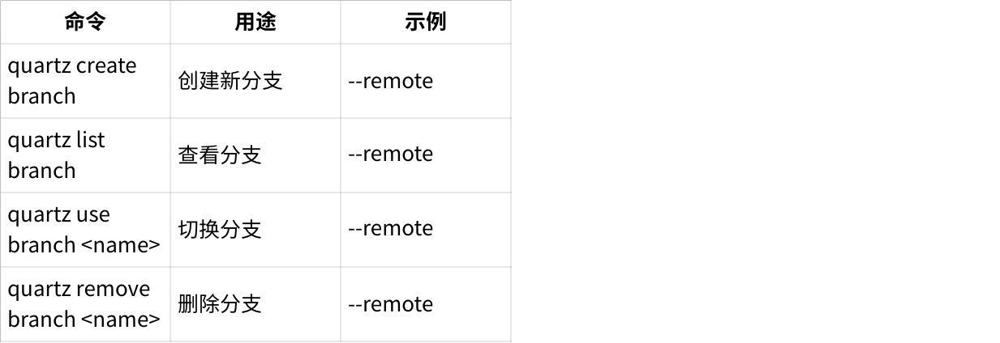 命令 用途 示例
quartz create
branch
创建新分支
--remote
quartz list
branch
查看分支
--remote
quartz use
branch <name>
切换分支
--remote
quartz remove
branch <name>
删除分支
--remote